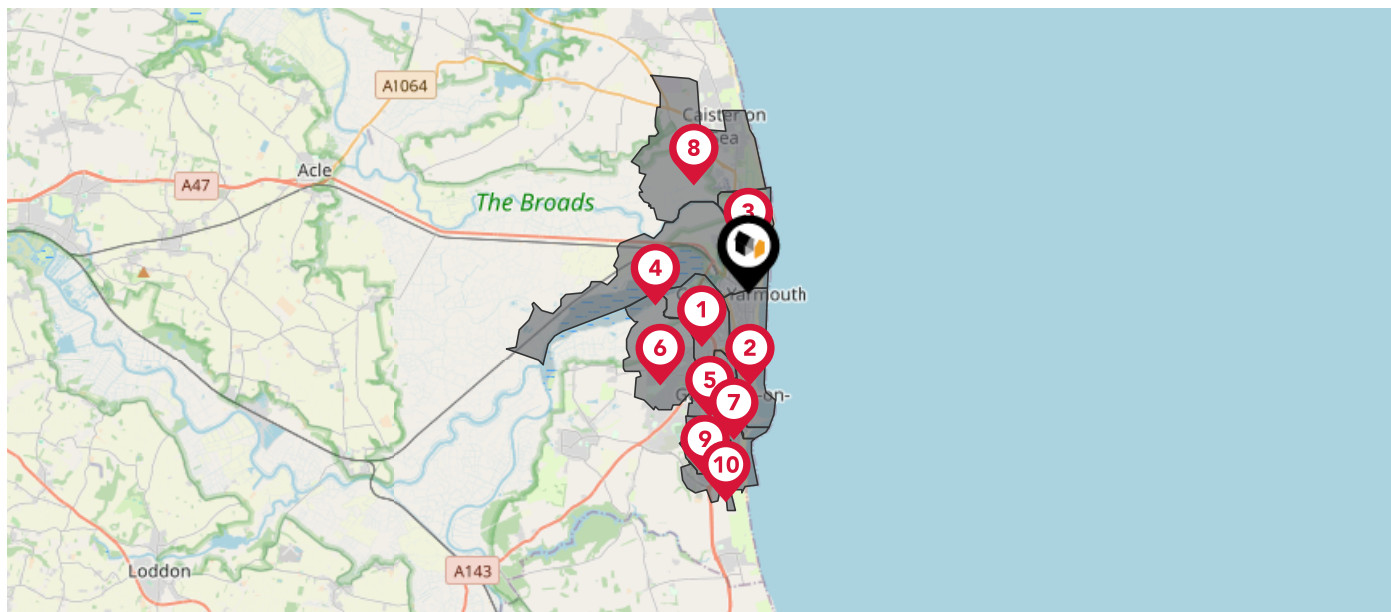 A1064
Caister on
ea
8
Acle
A47
The Broads
3
4
Yarmouth
1
6
2
5
-on-
7
9
10
Loddon
A143